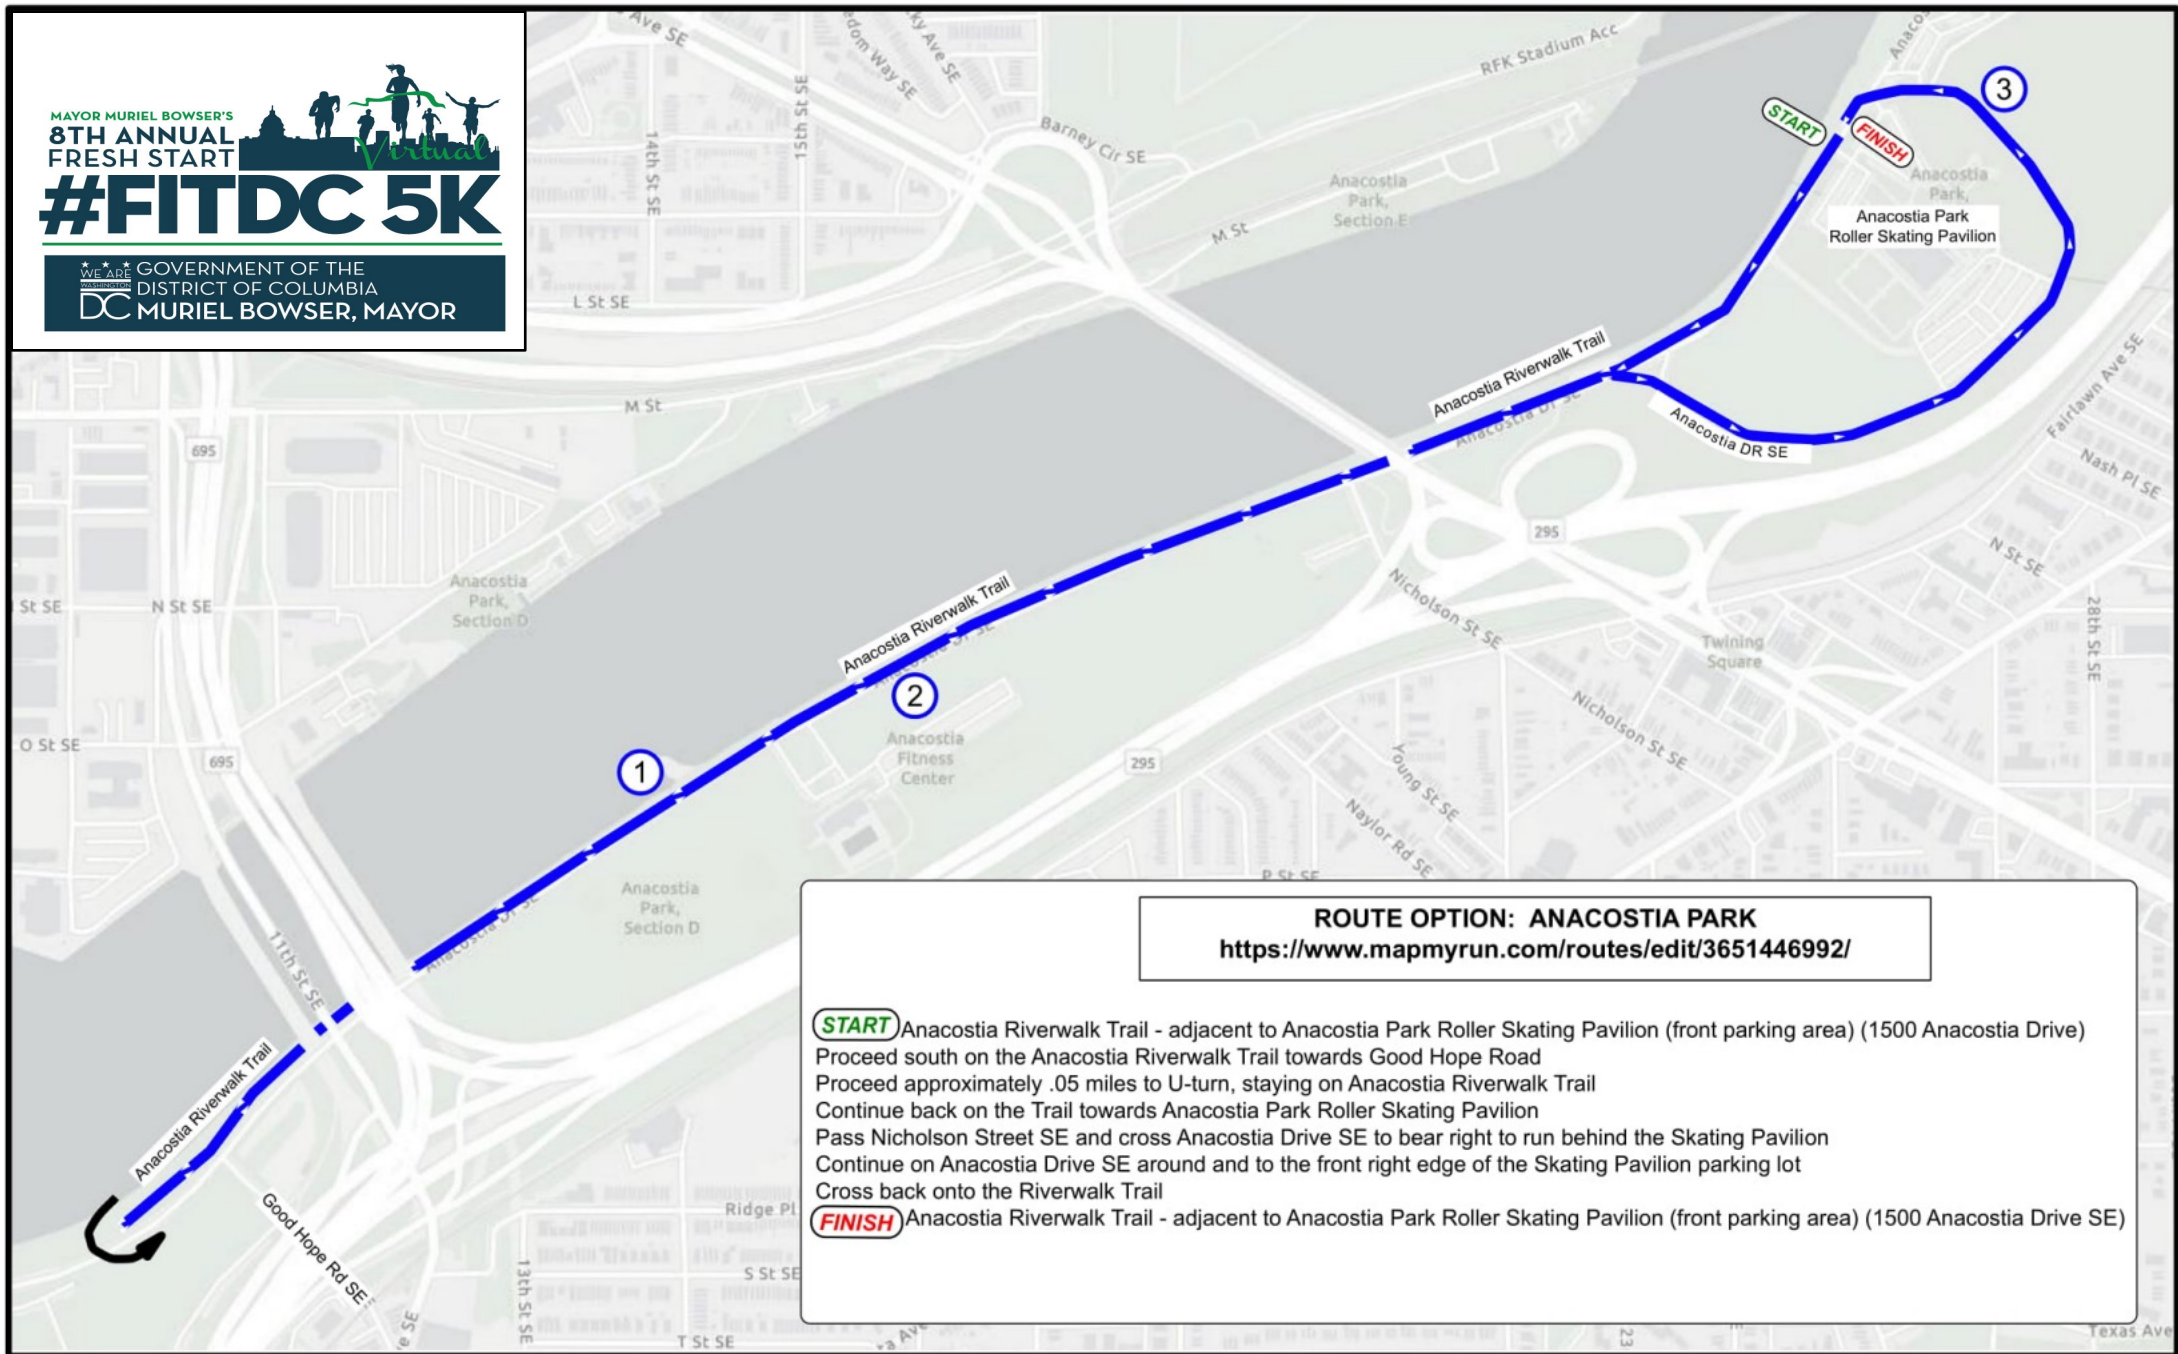 MAYOR MURIEL BOWSER'S
8TH ANNUAL
FRESH START
Virtual
#FITDC 5K
WE ARE
WASHINGTON
DC
GOVERNMENT OF THE
DISTRICT OF COLUMBIA
MURIEL BOWSER, MAYOR
Ave SE
15th St SE
14th St SE
Barney Cir SE
RFK Stadium Acc
Anacostia
Park,
Section E
M St
L St SE
START
FINISH
3
Anacostia
Park,
Anacostia Park
Roller Skating Pavilion
M St
695
Anacostia Riverwalk Trail
Anacostia Dr SE
Anacostia DR SE
Fairlawn Ave SE
Nash Pl SE
295
N St SE
28th St SE
Nicholson St SE
Twining
Square
Anacostia
Park,
Section D
St SE
N St SE
Anacostia Riverwalk Trail
2
Anacostia
Fitness
Center
Nicholson St SE
O St SE
695
1
295
Young St SE
Naylor Rd SE
P St SE
Anacostia
Park,
Section D
Anacostia Dr SE
11th St SE
Anacostia Riverwalk Trail
Good Hope Rd SE
13th St SE
Ridge Pl
S St SE
T St SE
23
Texas Ave
ROUTE OPTION: ANACOSTIA PARK
https://www.mapmyrun.com/routes/edit/3651446992/
START Anacostia Riverwalk Trail - adjacent to Anacostia Park Roller Skating Pavilion (front parking area) (1500 Anacostia Drive)
Proceed south on the Anacostia Riverwalk Trail towards Good Hope Road
Proceed approximately .05 miles to U-turn, staying on Anacostia Riverwalk Trail
Continue back on the Trail towards Anacostia Park Roller Skating Pavilion
Pass Nicholson Street SE and cross Anacostia Drive SE to bear right to run behind the Skating Pavilion
Continue on Anacostia Drive SE around and to the front right edge of the Skating Pavilion parking lot
Cross back onto the Riverwalk Trail
FINISH Anacostia Riverwalk Trail - adjacent to Anacostia Park Roller Skating Pavilion (front parking area) (1500 Anacostia Drive SE)